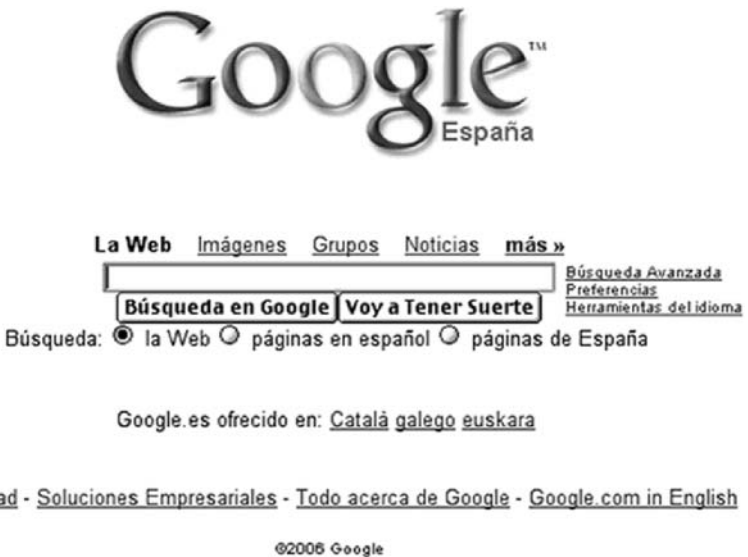 Google™
España
La Web Imágenes Grupos Noticias más »
Búsqueda Avanzada
Preferencias
Herramientas del idioma
Búsqueda en Google Voy a Tener Suerte
Búsqueda: la Web páginas en español páginas de España
Google.es ofrecido en: Català galego euskara
ad - Soluciones Empresariales - Todo acerca de Google - Google.com in English
©2006 Google